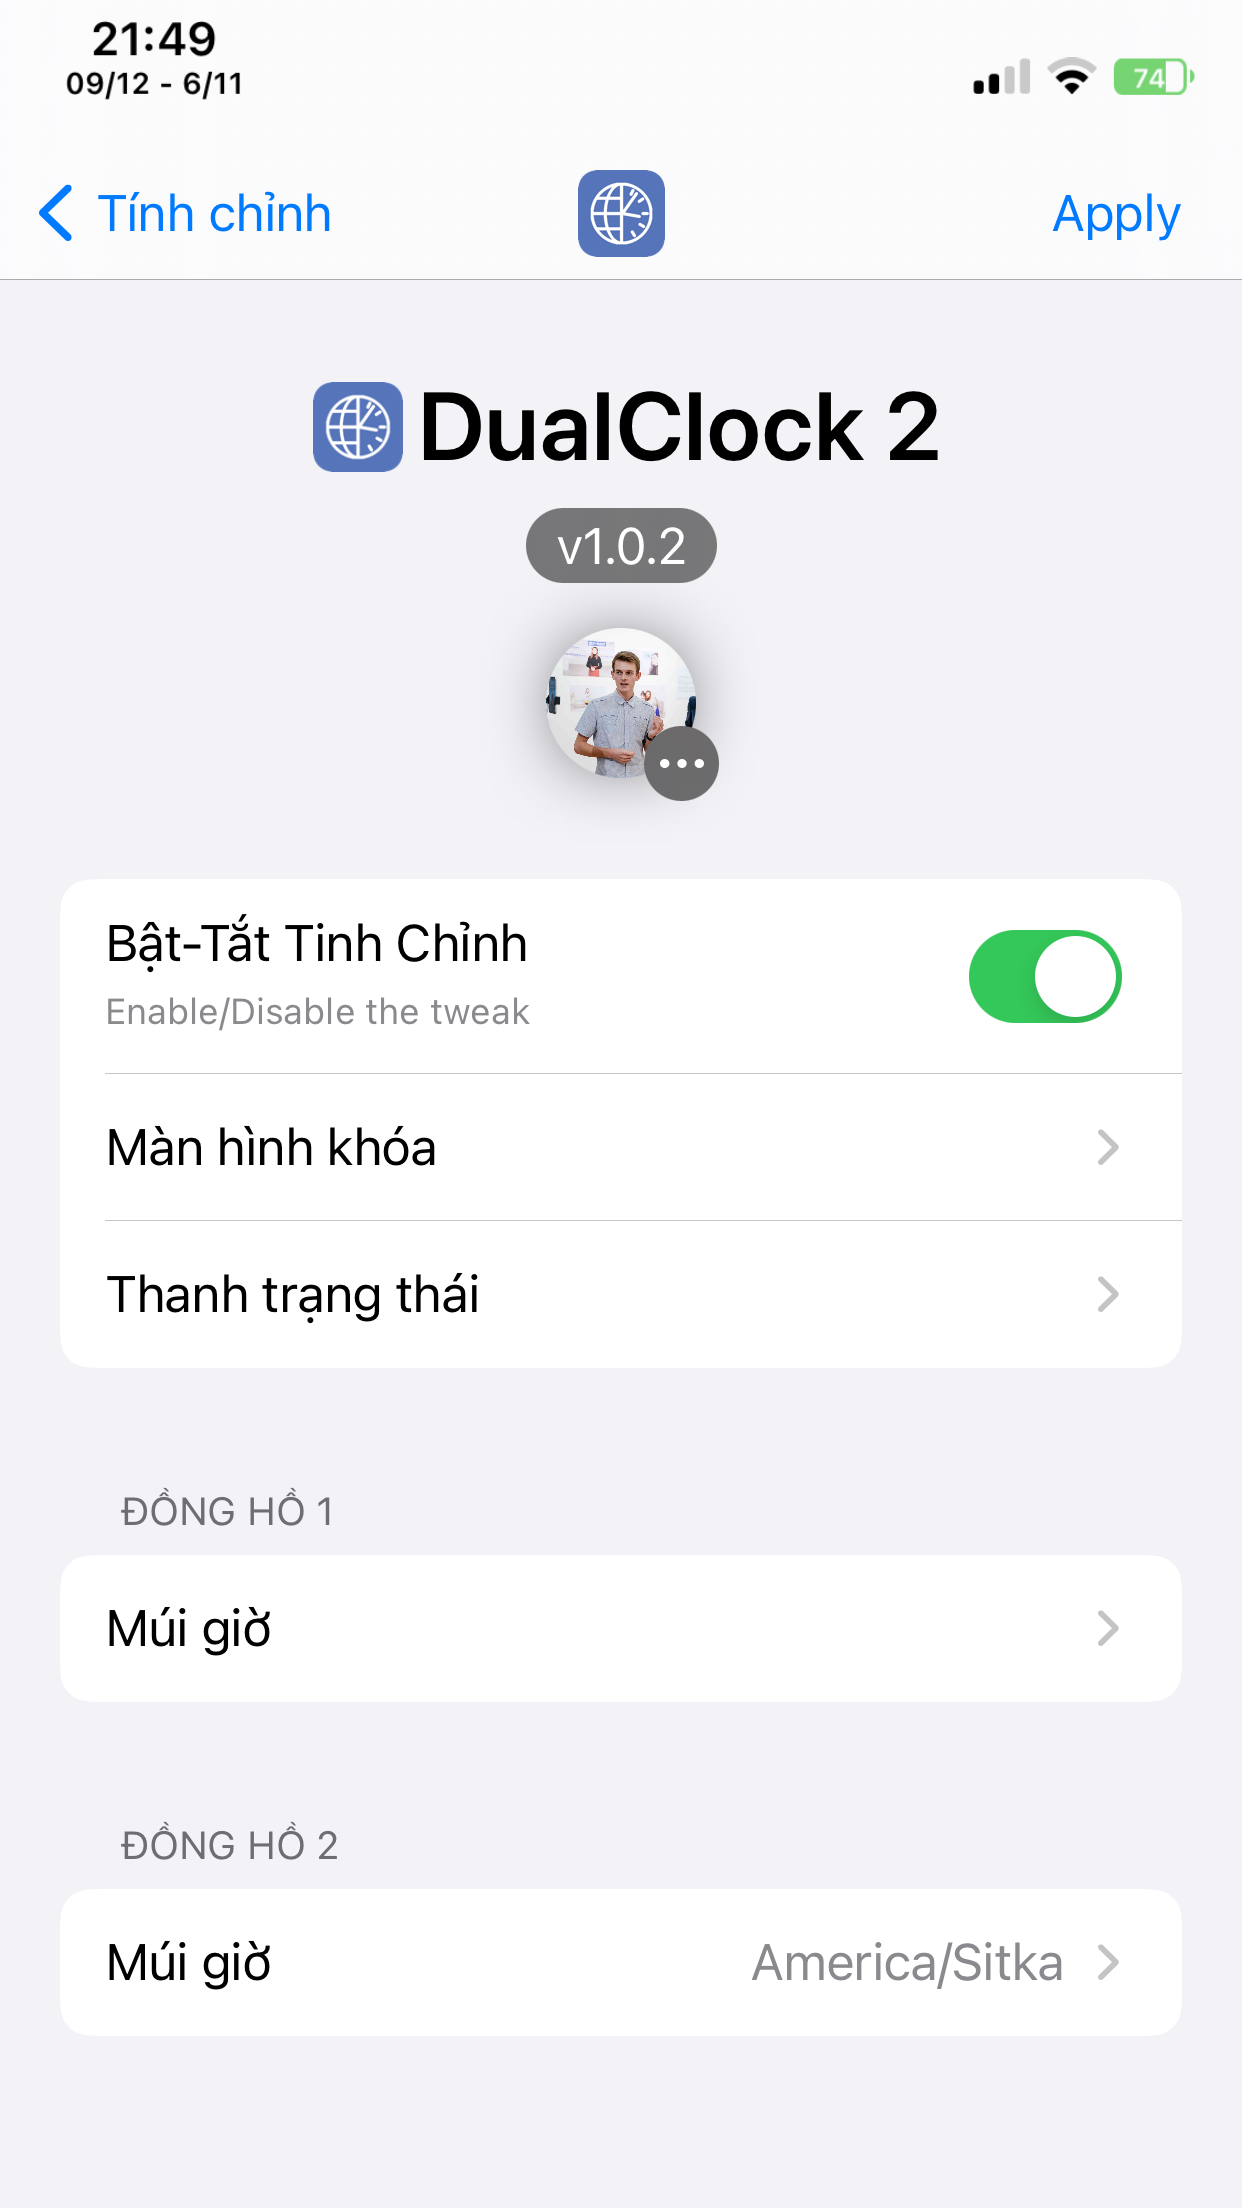 21:49
09/12 - 6/11
74
Tính chỉnh
Apply
DualClock 2
v1.0.2
Bật-Tắt Tinh Chỉnh
Enable/Disable the tweak
Màn hình khóa
Thanh trạng thái
ĐỒNG HỒ 1
Múi giờ
ĐỒNG HỒ 2
Múi giờ America/Sitka